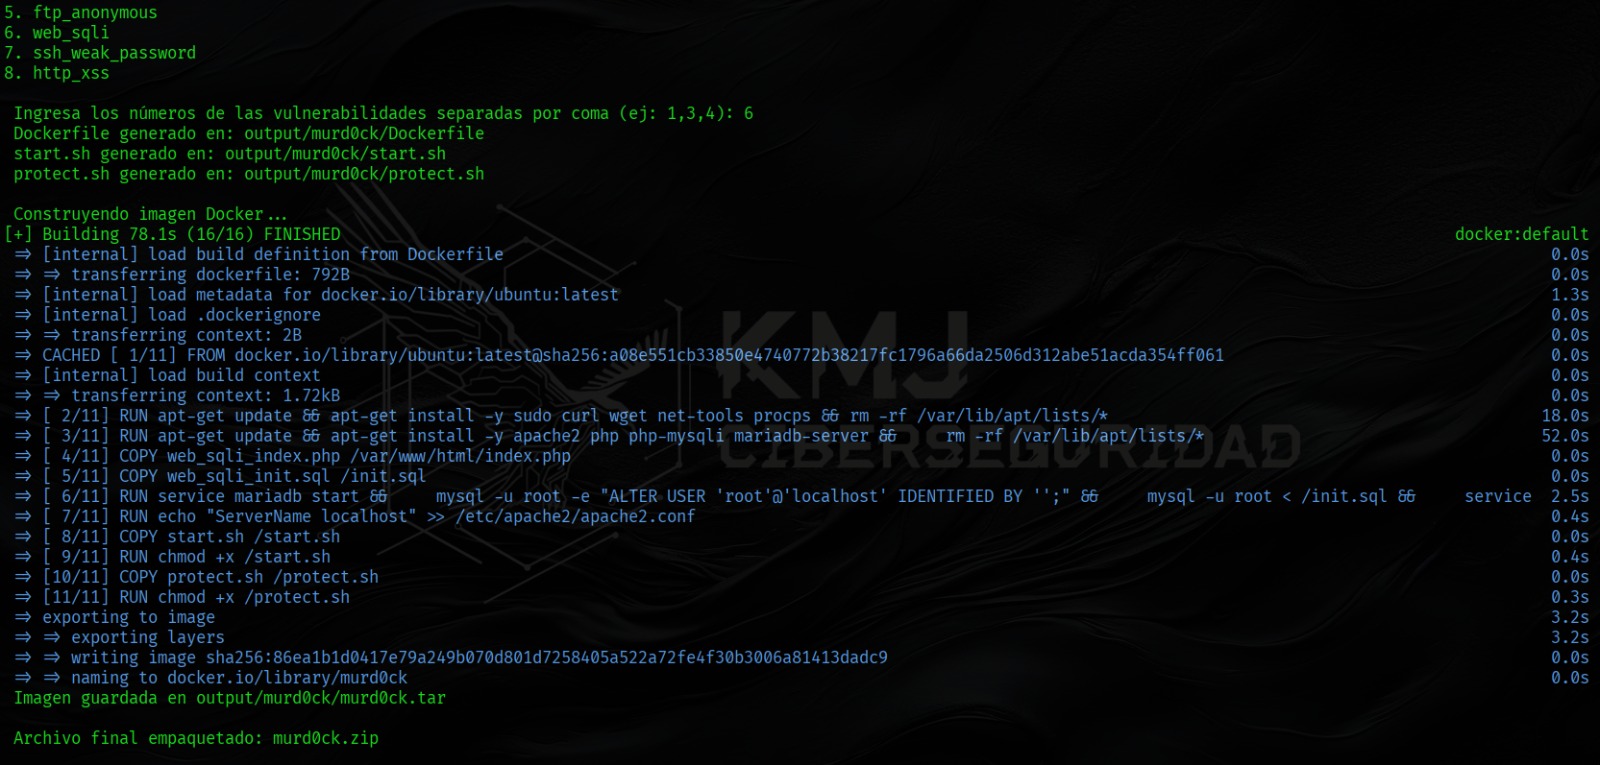 5. ftp_anonymous
6. web_sqli
7. ssh_weak_password
8. http_xss
Ingresa los números de las vulnerabilidades separadas por coma (ej: 1,3,4): 6
Dockerfile generado en: output/murd0ck/Dockerfile
start.sh generado en: output/murd0ck/start.sh
protect.sh generado en: output/murd0ck/protect.sh
Construyendo imagen Docker...
[+] Building 78.1s (16/16) FINISHED docker:default
=> [internal] load build definition from Dockerfile 0.0s
=> => transferring dockerfile: 792B 0.0s
=> [internal] load metadata for docker.io/library/ubuntu:latest 1.3s
=> [internal] load .dockerignore 0.0s
=> => transferring context: 2B 0.0s
=> CACHED [ 1/11] FROM docker.io/library/ubuntu:latest@sha256:a08e551cb33850e4740772b38217fc1796a66da2506d312abe51acda354ff061 0.0s
=> [internal] load build context 0.0s
=> => transferring context: 1.72kB 0.0s
=> [ 2/11] RUN apt-get update && apt-get install -y sudo curl wget net-tools procps && rm -rf /var/lib/apt/lists/* 18.0s
=> [ 3/11] RUN apt-get update && apt-get install -y apache2 php php-mysqli mariadb-server && rm -rf /var/lib/apt/lists/* 52.0s
=> [ 4/11] COPY web_sqli_index.php /var/www/html/index.php 0.0s
=> [ 5/11] COPY web_sqli_init.sql /init.sql 0.0s
=> [ 6/11] RUN service mariadb start && mysql -u root -e "ALTER USER 'root'@'localhost' IDENTIFIED BY '';" && mysql -u root < /init.sql && service 2.5s
=> [ 7/11] RUN echo "ServerName localhost" >> /etc/apache2/apache2.conf 0.4s
=> [ 8/11] COPY start.sh /start.sh 0.0s
=> [ 9/11] RUN chmod +x /start.sh 0.4s
=> [10/11] COPY protect.sh /protect.sh 0.0s
=> [11/11] RUN chmod +x /protect.sh 0.3s
=> exporting to image 3.2s
=> => exporting layers 3.2s
=> => writing image sha256:86ea1b1d0417e79a249b070d801d7258405a522a72fe4f30b3006a81413dadc9 0.0s
=> => naming to docker.io/library/murd0ck 0.0s
Imagen guardada en output/murd0ck/murd0ck.tar
Archivo final empaquetado: murd0ck.zip
KMJ
CIBERSEGURIDAD